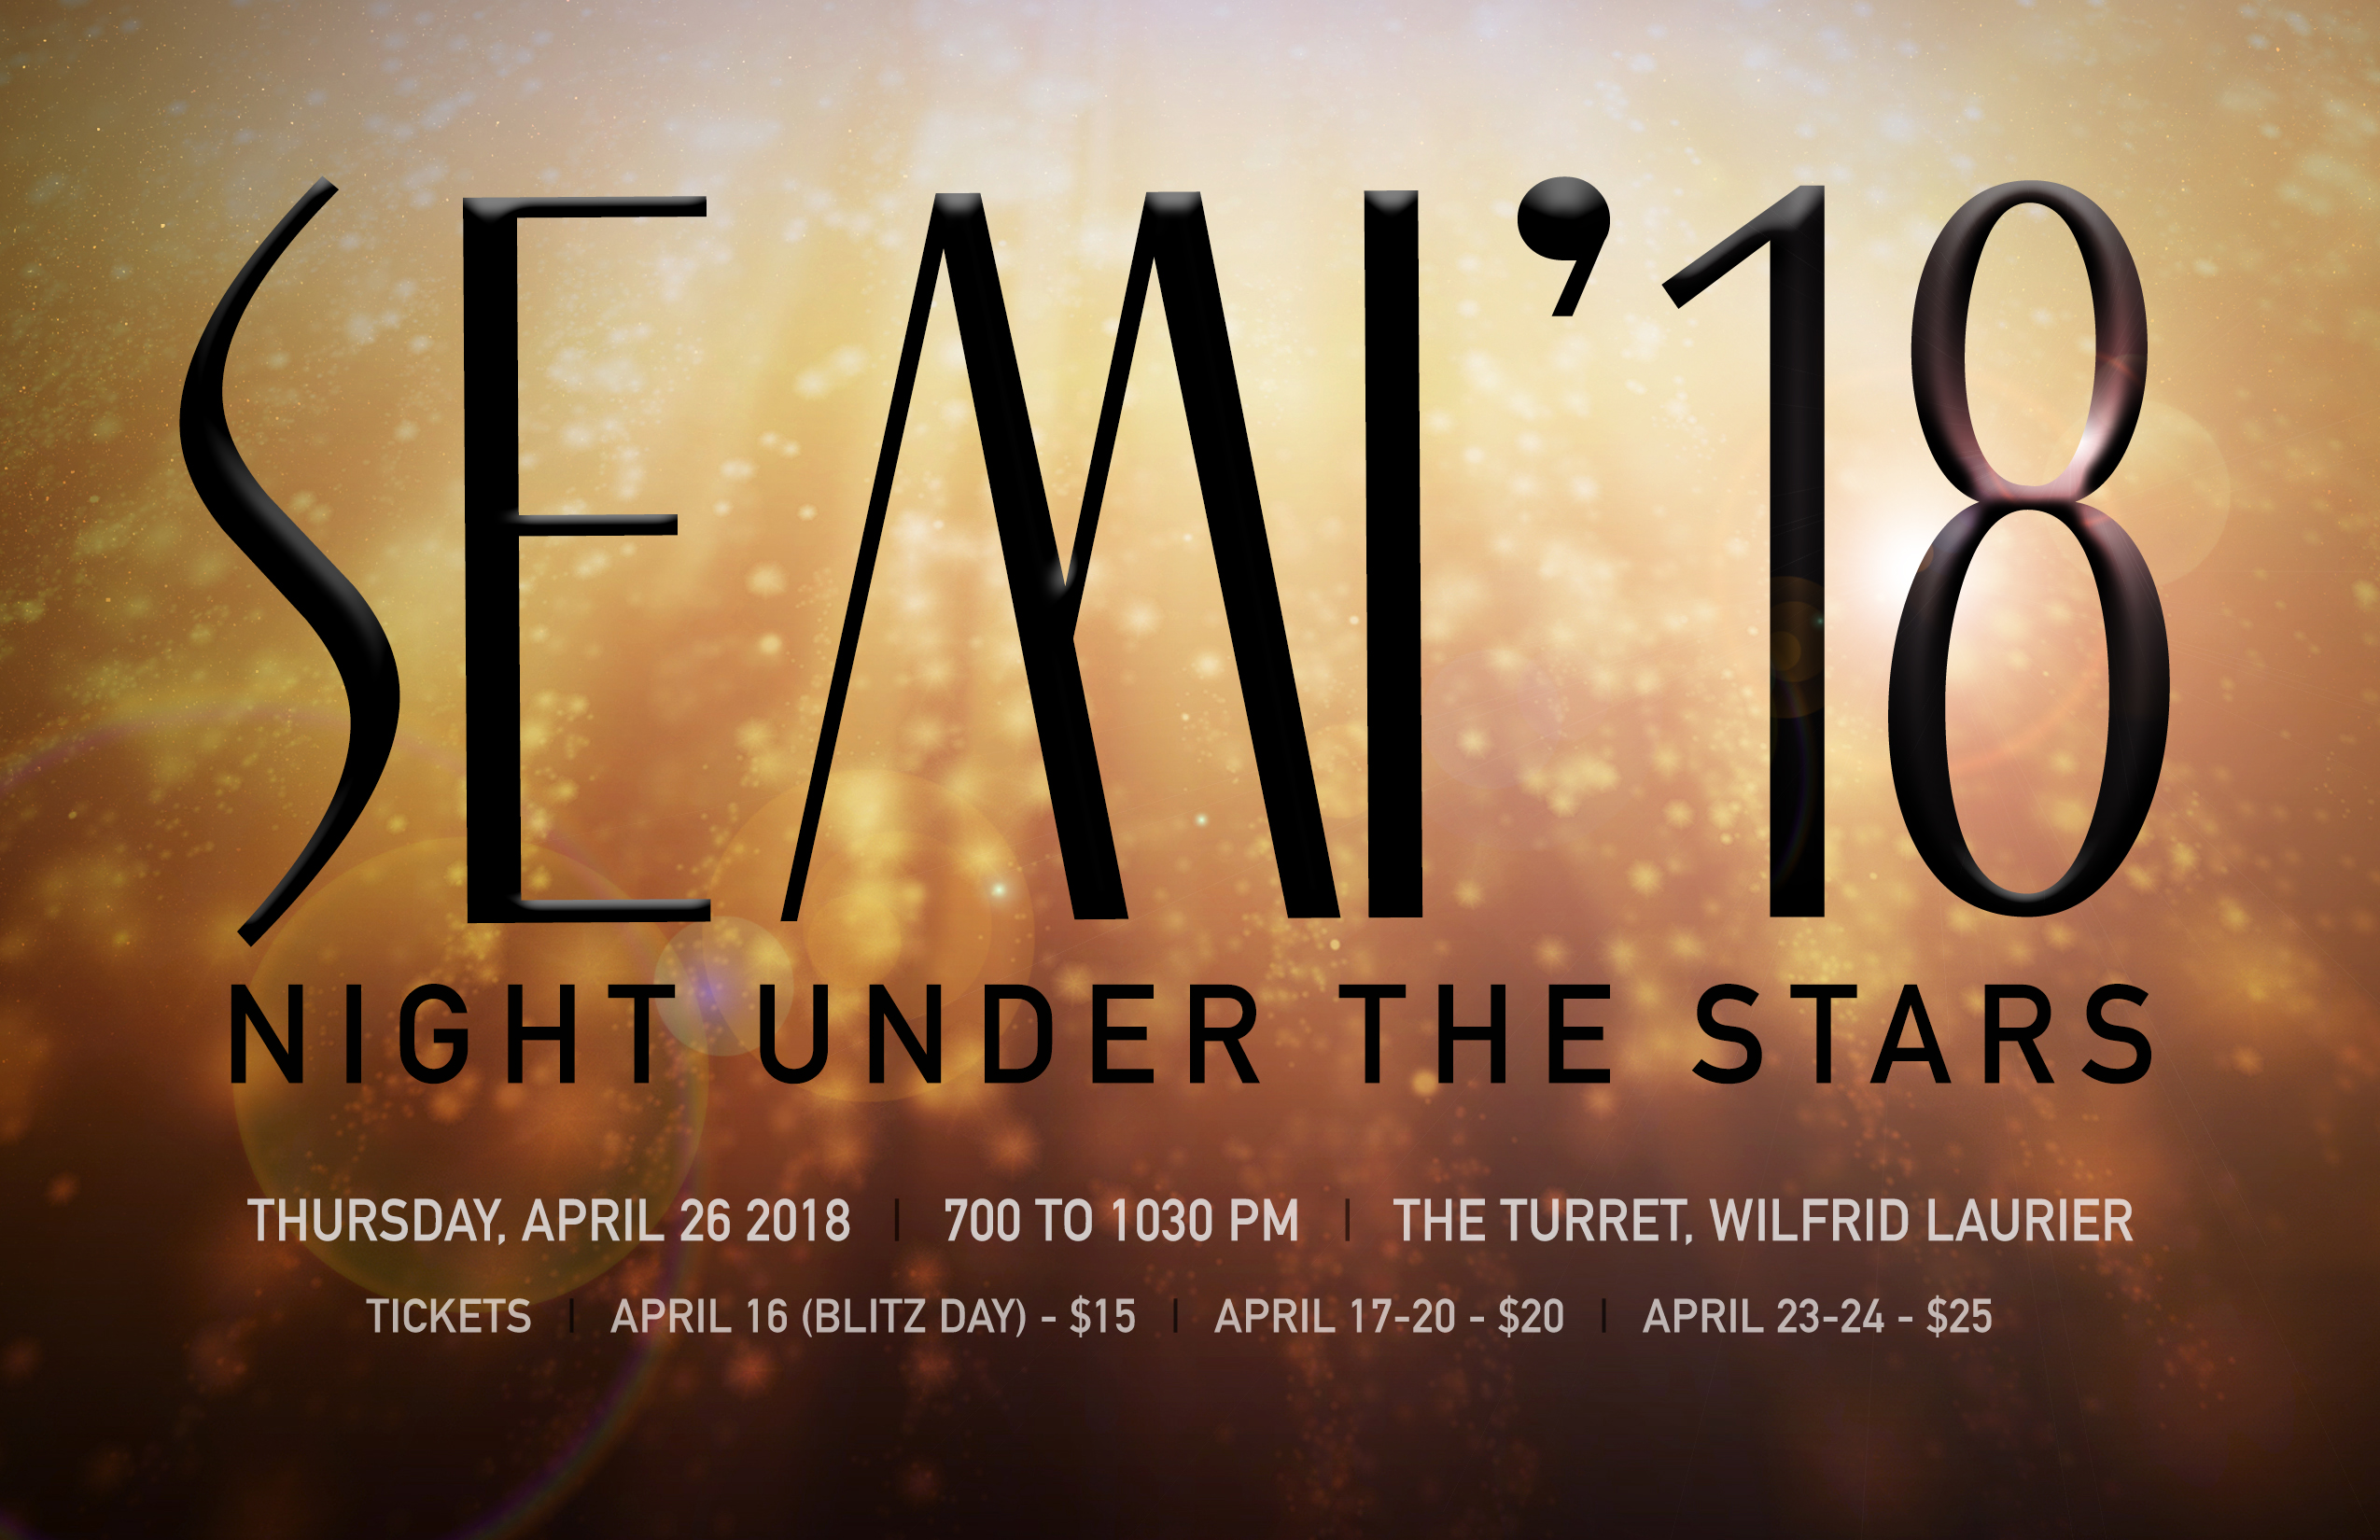 SEMI’18
NIGHT UNDER THE STARS
THURSDAY, APRIL 26 2018 | 700 TO 1030 PM | THE TURRET, WILFRID LAURIER
TICKETS | APRIL 16 (BLITZ DAY) - $15 | APRIL 17-20 - $20 | APRIL 23-24 - $25